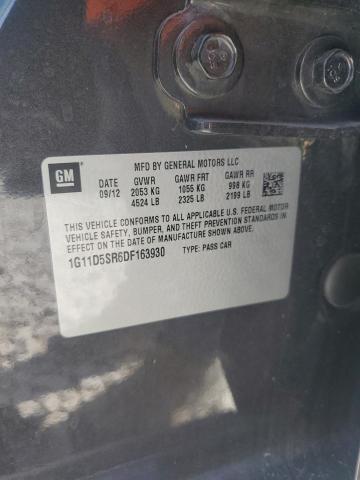 GM
MFD BY GENERAL MOTORS LLC
DATE GVWR GAWR FRT GAWR RR
09/12 2053 KG 1055 KG 998 KG
4524 LB 2325 LB 2199 LB
THIS VEHICLE CONFORMS TO ALL APPLICABLE U.S. FEDERAL MOTOR
VEHICLE SAFETY, BUMPER, AND THEFT PREVENTION STANDARDS IN
EFFECT ON THE DATE OF MANUFACTURE SHOWN ABOVE.
1G11D5SR6DF163930 TYPE: PASS CAR